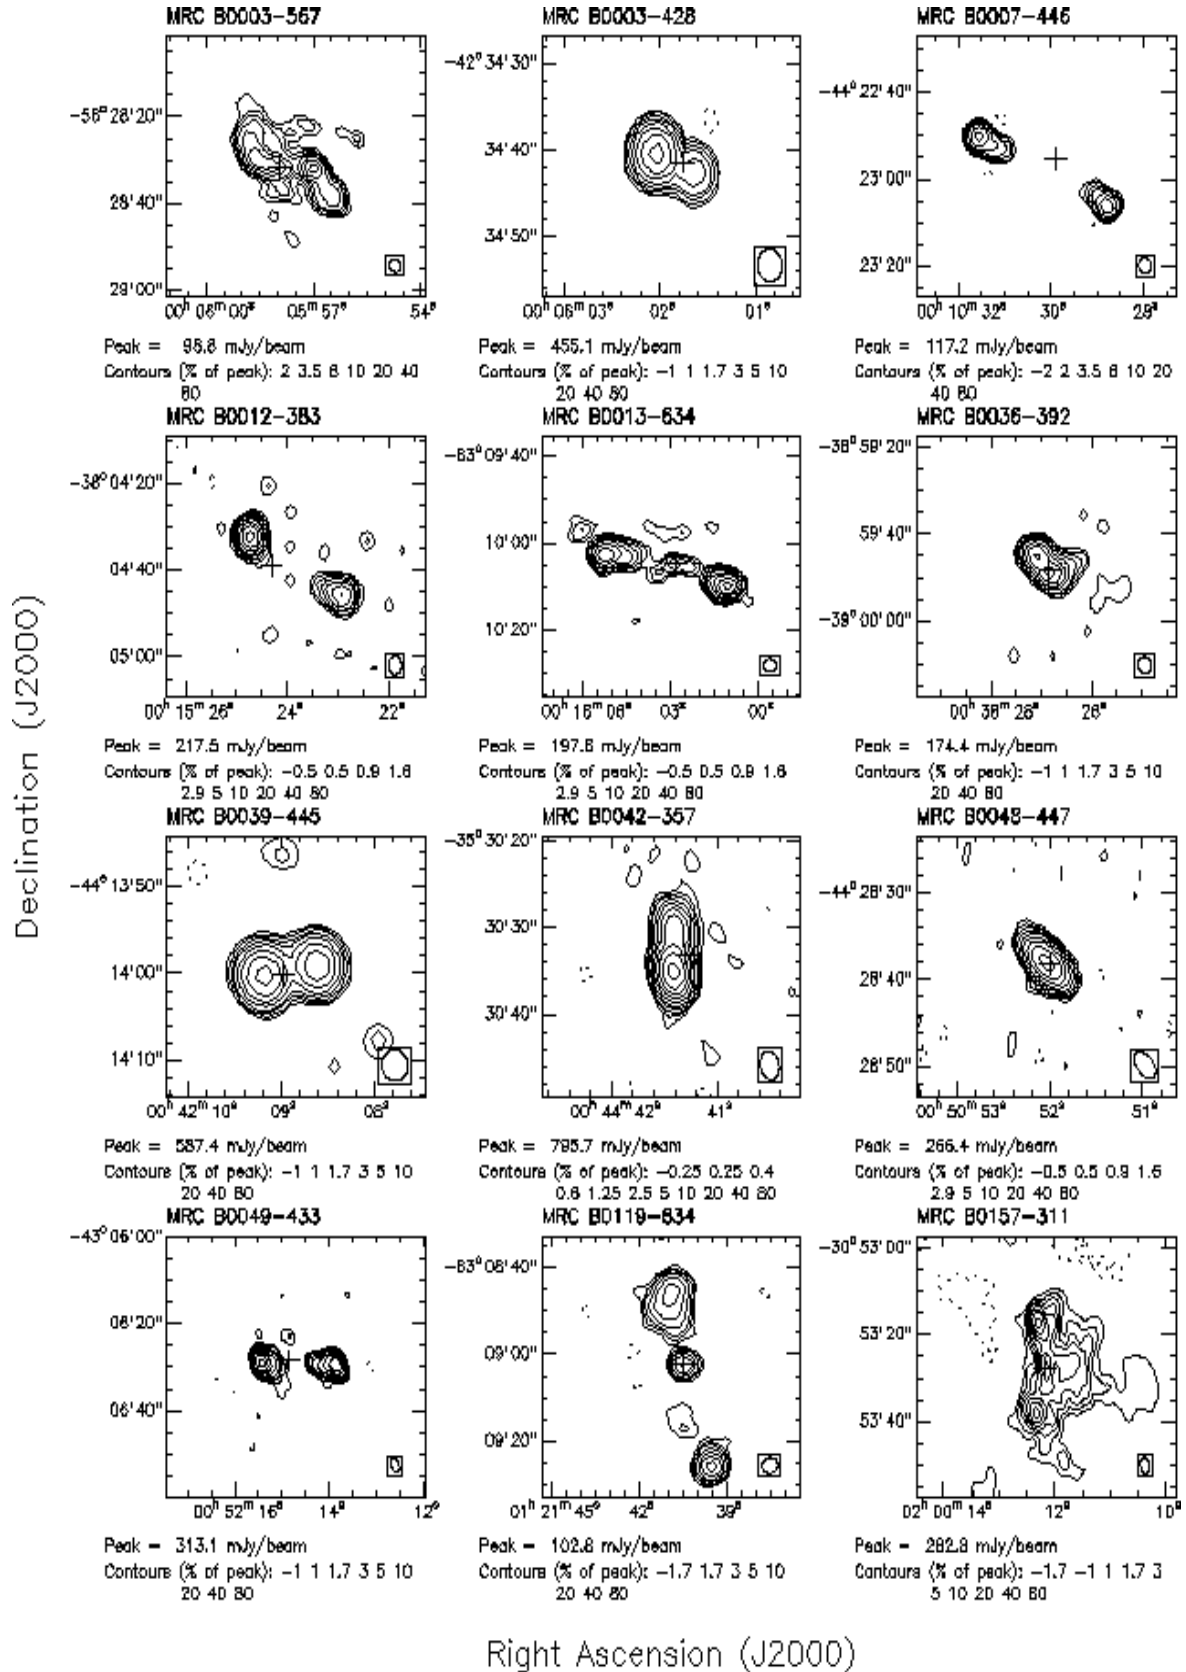 MRC B0003-567 MRC B0003-428 MRC B0007-446
-56° 28'20"
28'40"
29'00"
00ʰ 06ᵐ 00ˢ 05ᵐ57ˢ 54ˢ
-42° 34'30"
34'40"
34'50"
00ʰ 06ᵐ 03ˢ 02ˢ 01ˢ
-44° 22'40"
23'00"
23'20"
00ʰ 10ᵐ 32ˢ 30ˢ 28ˢ
Peak = 98.8 mJy/beam
Contours (% of peak): 2 3.5 6 10 20 40
80
Peak = 455.1 mJy/beam
Contours (% of peak): -1 1 1.7 3 5 10
20 40 80
Peak = 117.2 mJy/beam
Contours (% of peak): -2 2 3.5 6 10 20
40 80
MRC B0012-383 MRC B0013-634 MRC B0036-392
-38° 04'20"
04'40"
05'00"
00ʰ 15ᵐ 26ˢ 24ˢ 22ˢ
-63° 09'40"
10'00"
10'20"
00ʰ 16ᵐ 06ˢ 03ˢ 00ˢ
-38° 59'20"
59'40"
-39° 00'00"
00ʰ 38ᵐ 28ˢ 26ˢ
Peak = 217.5 mJy/beam
Contours (% of peak): -0.5 0.5 0.9 1.6
2.9 5 10 20 40 80
Peak = 197.6 mJy/beam
Contours (% of peak): -0.5 0.5 0.9 1.6
2.9 5 10 20 40 80
Peak = 174.4 mJy/beam
Contours (% of peak): -1 1 1.7 3 5 10
20 40 80
Declination (J2000)
MRC B0039-445 MRC B0042-357 MRC B0048-447
-44° 13'50"
14'00"
14'10"
00ʰ 42ᵐ 10ˢ 09ˢ 08ˢ
-35° 30'20"
30'30"
30'40"
00ʰ 44ᵐ 42ˢ 41ˢ
-44° 28'30"
28'40"
28'50"
00ʰ 50ᵐ 53ˢ 52ˢ 51ˢ
Peak = 587.4 mJy/beam
Contours (% of peak): -1 1 1.7 3 5 10
20 40 80
Peak = 795.7 mJy/beam
Contours (% of peak): -0.25 0.25 0.4
0.6 1.25 2.5 5 10 20 40 80
Peak = 266.4 mJy/beam
Contours (% of peak): -0.5 0.5 0.9 1.6
2.9 5 10 20 40 80
MRC B0049-433 MRC B0119-634 MRC B0157-311
-43° 06'00"
06'20"
06'40"
00ʰ 52ᵐ 16ˢ 14ˢ 12ˢ
-63° 08'40"
09'00"
09'20"
01ʰ 21ᵐ 45ˢ 42ˢ 39ˢ
-30° 53'00"
53'20"
53'40"
02ʰ 00ᵐ 14ˢ 12ˢ 10ˢ
Peak = 313.1 mJy/beam
Contours (% of peak): -1 1 1.7 3 5 10
20 40 80
Peak = 102.8 mJy/beam
Contours (% of peak): -1.7 1.7 3 5 10
20 40 80
Peak = 282.8 mJy/beam
Contours (% of peak): -1.7 -1 1 1.7 3
5 10 20 40 80
Right Ascension (J2000)